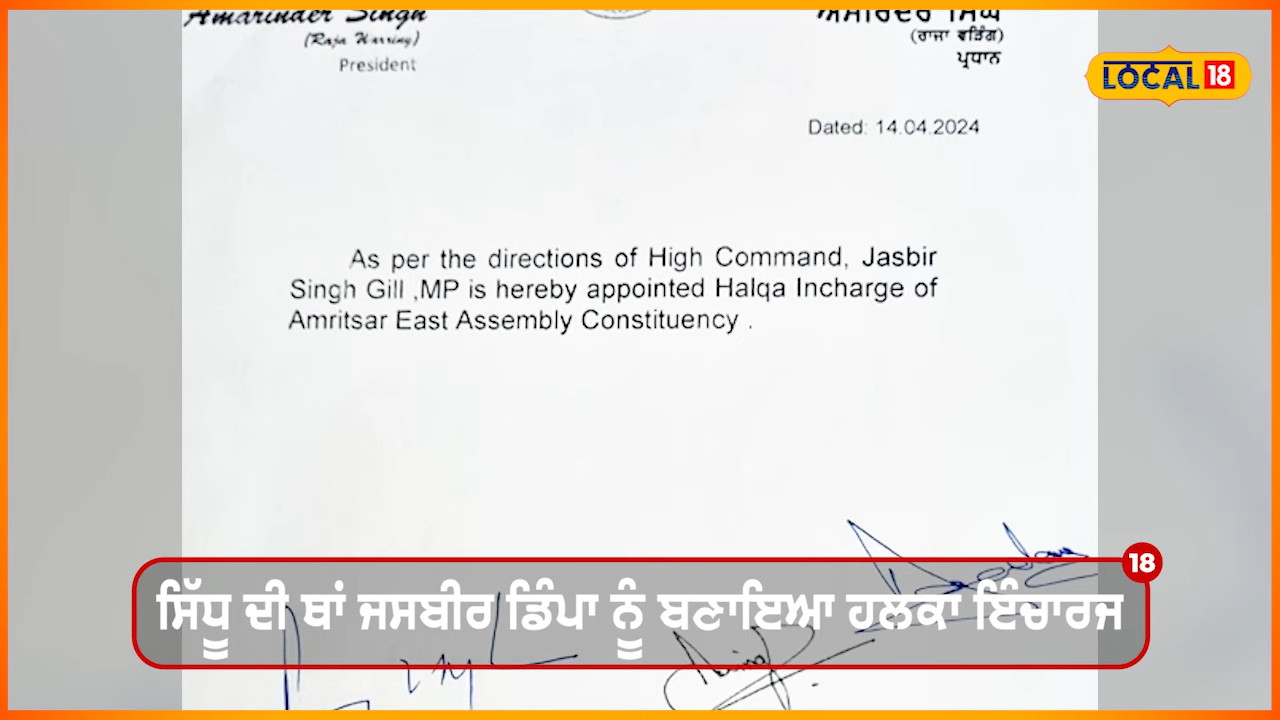 Amarinder Singh
(Raja Warring)
President
ਅਮਰਿੰਦਰ ਸਿੰਘ
(ਰਾਜਾ ਵੜਿੰਗ)
ਪ੍ਰਧਾਨ
LOCAL 18
Dated: 14.04.2024
As per the directions of High Command, Jasbir
Singh Gill ,MP is hereby appointed Halqa Incharge of
Amritsar East Assembly Constituency .
18
ਸਿੱਧੂ ਦੀ ਥਾਂ ਜਸਬੀਰ ਡਿੰਪਾ ਨੂੰ ਬਣਾਇਆ ਹਲਕਾ ਇੰਚਾਰਜ